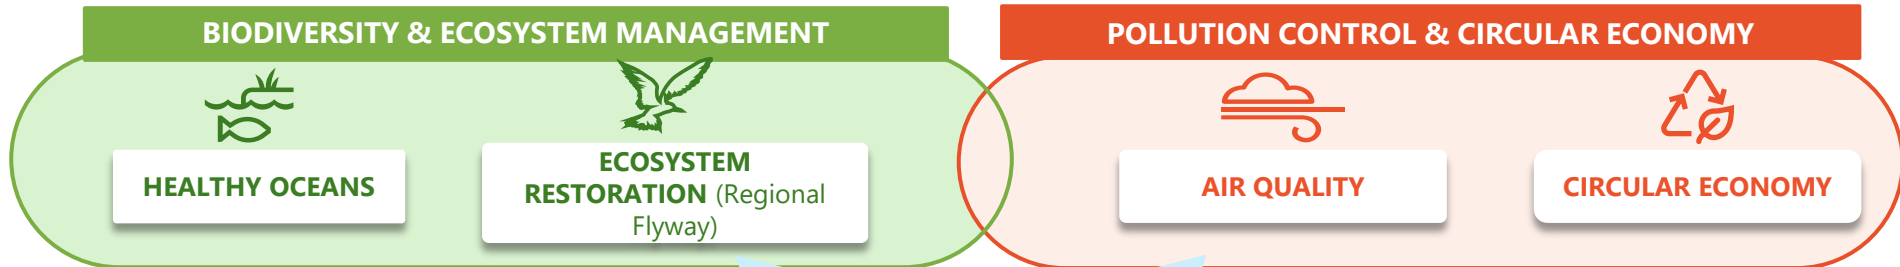 BIODIVERSITY & ECOSYSTEM MANAGEMENT
POLLUTION CONTROL & CIRCULAR ECONOMY
HEALTHY OCEANS
ECOSYSTEM
RESTORATION (Regional
Flyway)
AIR QUALITY
CIRCULAR ECONOMY